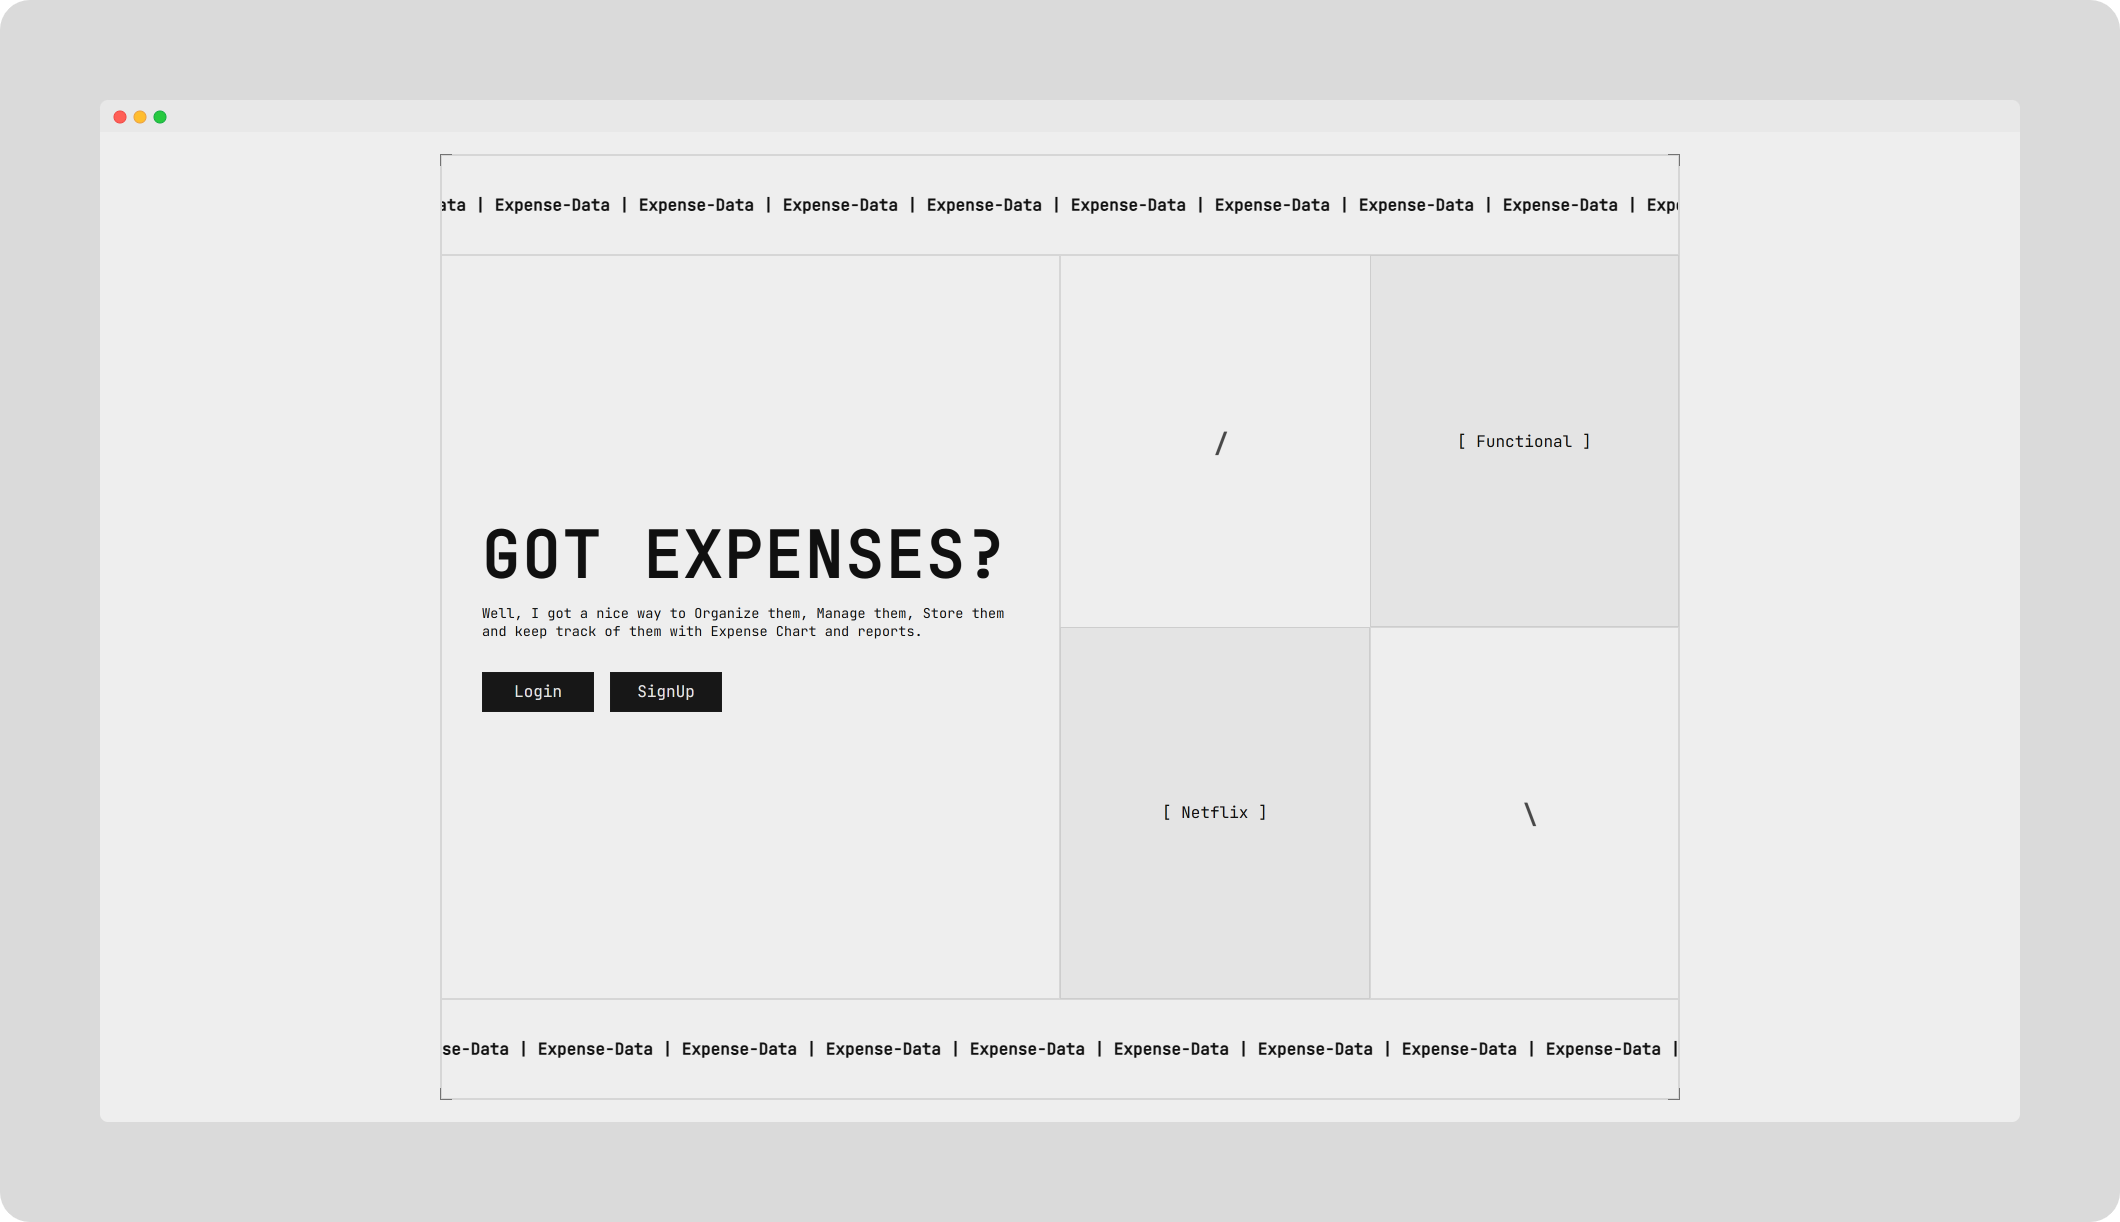 ata | Expense-Data | Expense-Data | Expense-Data | Expense-Data | Expense-Data | Expense-Data | Expense-Data | Expense-Data | Exp
/
[ Functional ]
GOT EXPENSES?
Well, I got a nice way to Organize them, Manage them, Store them
and keep track of them with Expense Chart and reports.
Login SignUp
[ Netflix ]
\
se-Data | Expense-Data | Expense-Data | Expense-Data | Expense-Data | Expense-Data | Expense-Data | Expense-Data | Expense-Data |